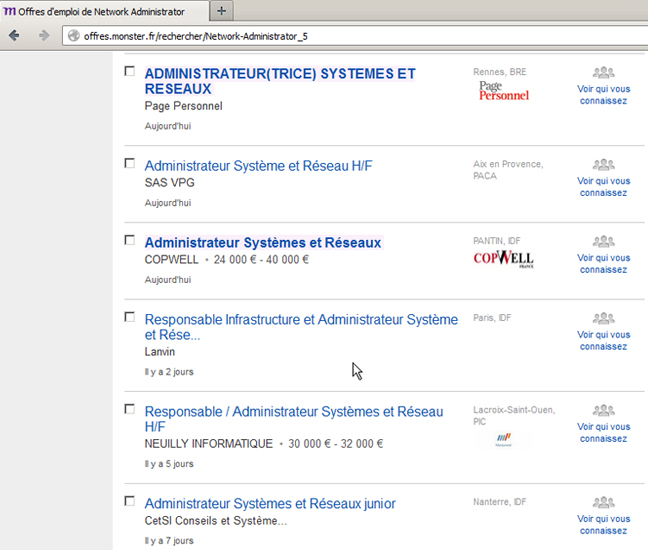 Offres d'emploi de Network Administrator
offres.monster.fr/rechercher/Network-Administrator_5
ADMINISTRATEUR(TRICE) SYSTEMES ET
RESEAUX
Page Personnel
Aujourd'hui
Rennes, BRE
Page
Personnel
Voir qui vous
connaissez
Administrateur Système et Réseau H/F
SAS VPG
Aujourd'hui
Aix en Provence,
PACA
Voir qui vous
connaissez
Administrateur Systèmes et Réseaux
COPWELL • 24 000 € - 40 000 €
Aujourd'hui
PANTIN, IDF
COPWELL
FRANCE
Voir qui vous
connaissez
Responsable Infrastructure et Administrateur Système
et Rése...
Lanvin
Il y a 2 jours
Paris, IDF
Voir qui vous
connaissez
Responsable / Administrateur Systèmes et Réseau
H/F
NEUILLY INFORMATIQUE • 30 000 € - 32 000 €
Il y a 5 jours
Lacroix-Saint-Ouen,
PIC
Voir qui vous
connaissez
Administrateur Systèmes et Réseaux junior
CetSI Conseils et Système...
Il y a 7 jours
Nanterre, IDF
Voir qui vous
connaissez